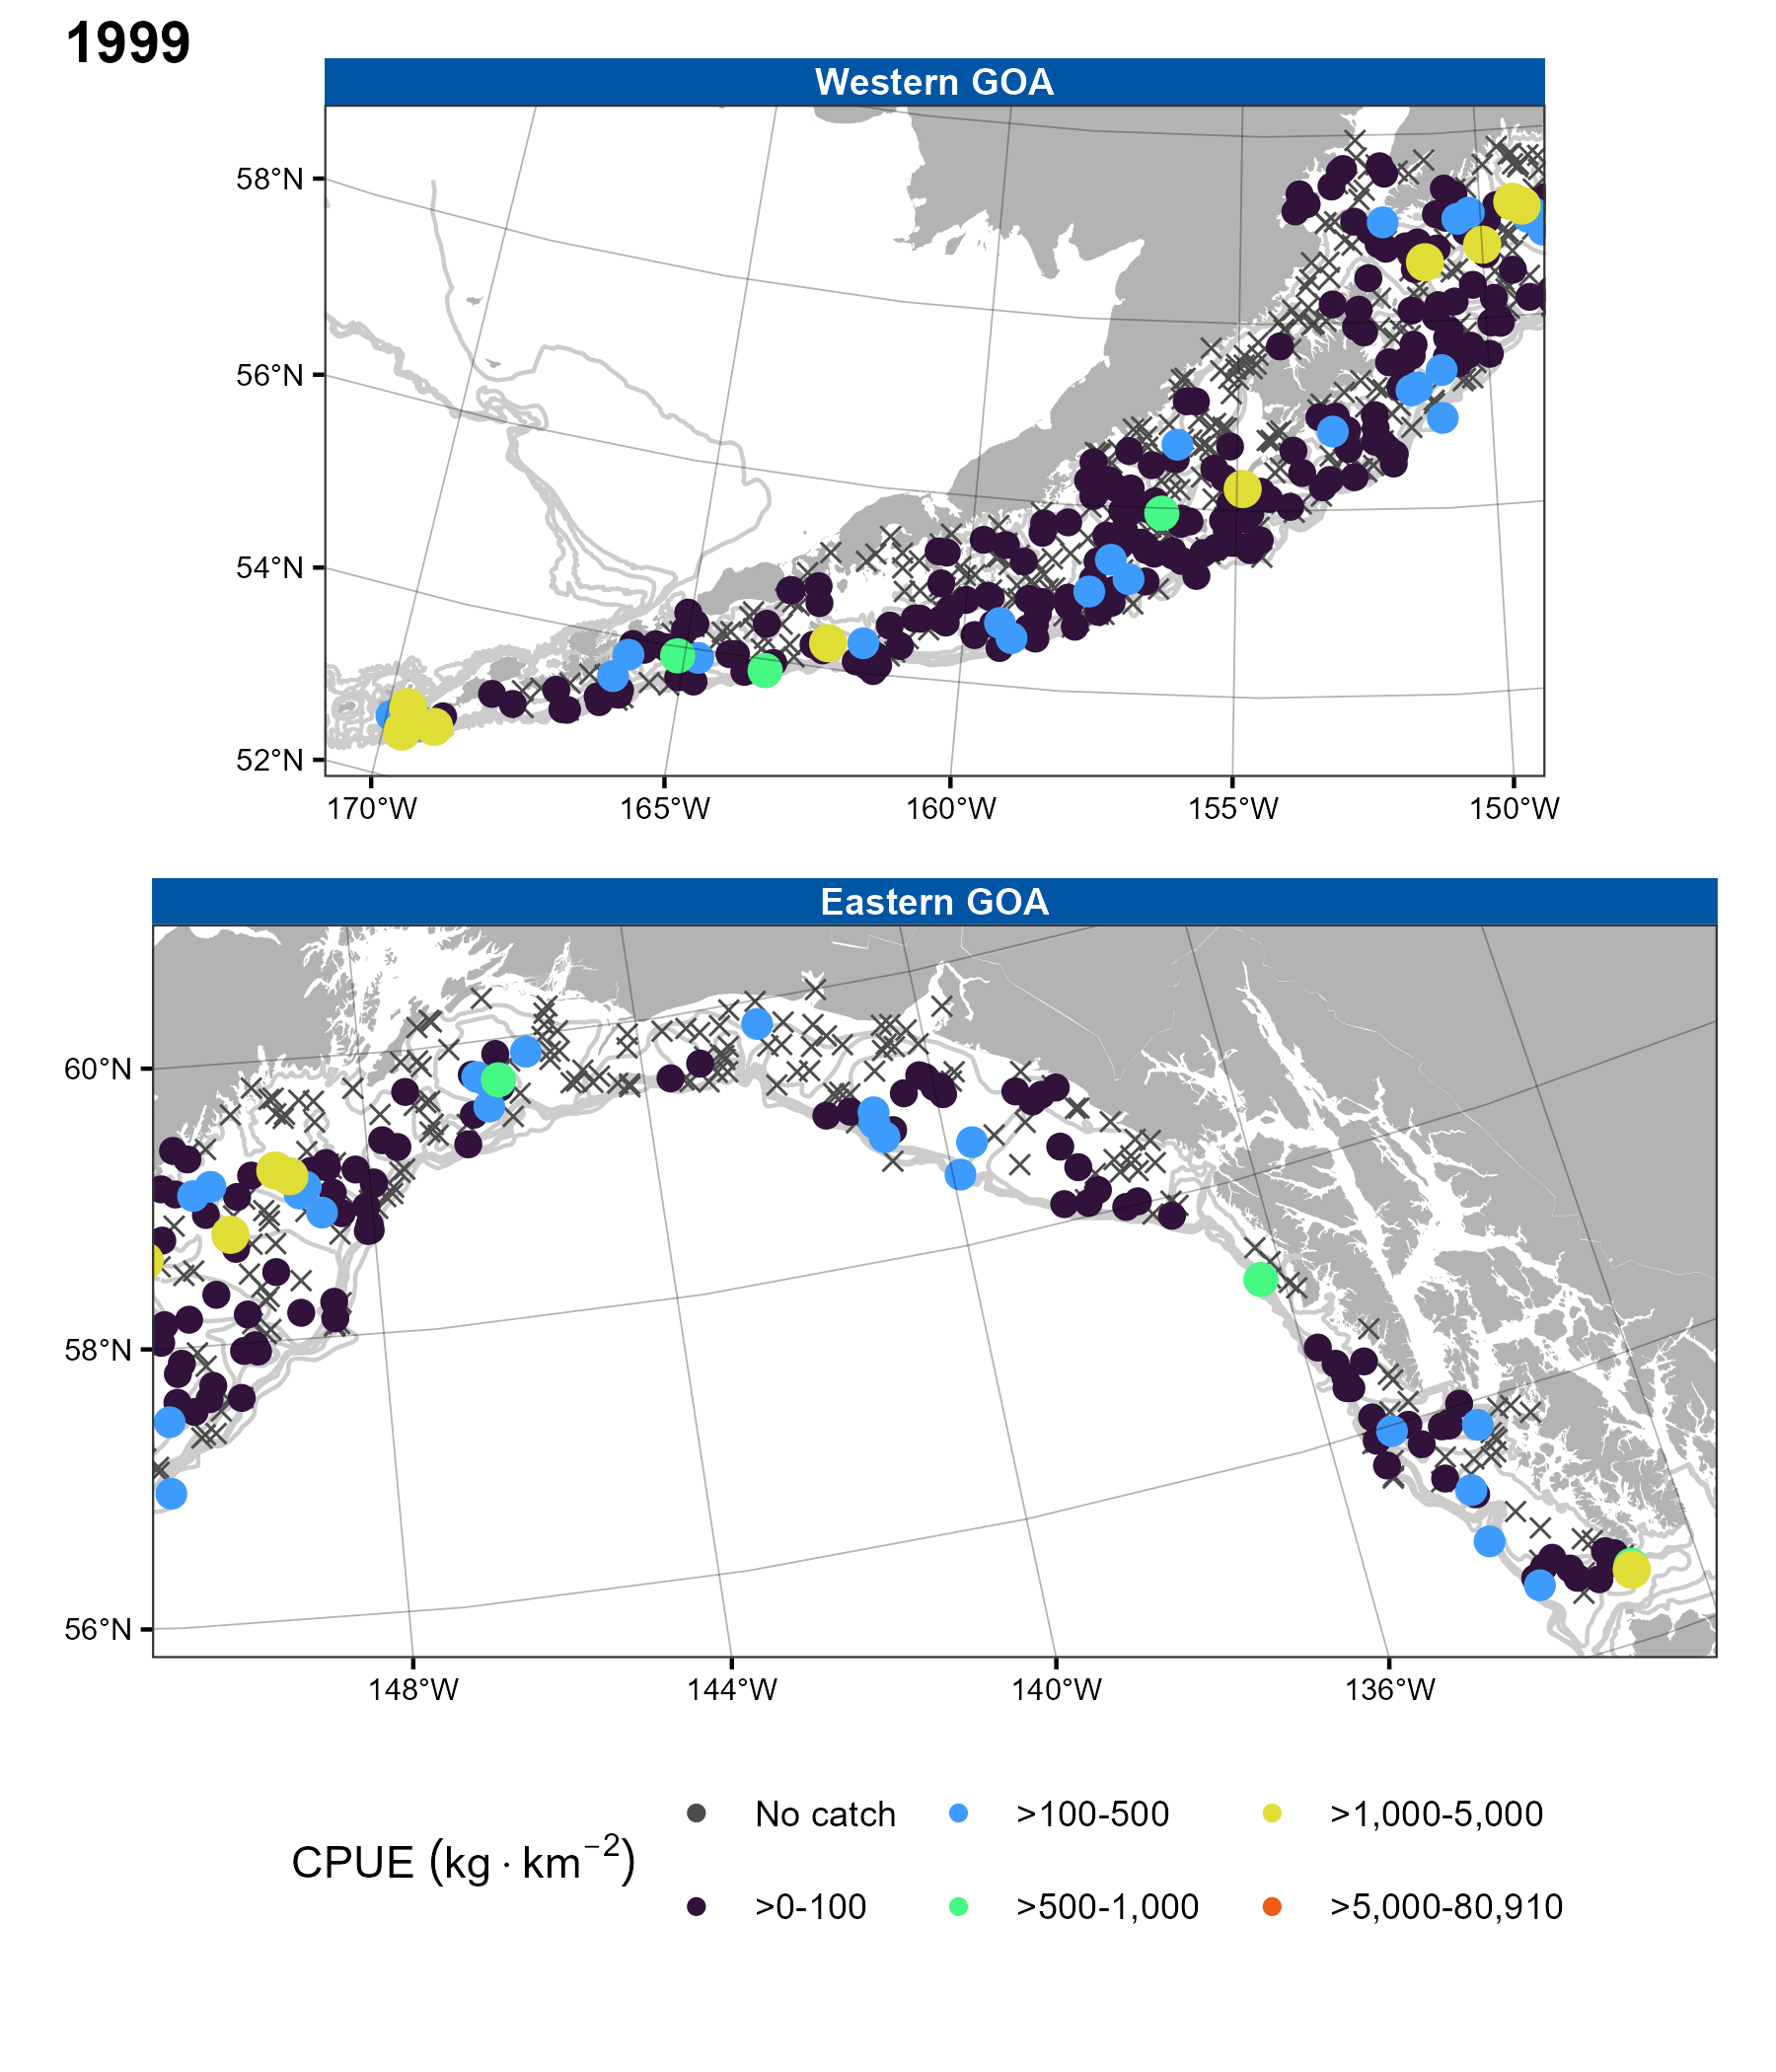 1999
Western GOA
58°N
56°N
54°N
52°N
170°W 165°W 160°W 155°W 150°W
Eastern GOA
60°N
58°N
56°N
148°W 144°W 140°W 136°W
CPUE (kg · km⁻²)
No catch >100-500 >1,000-5,000
>0-100 >500-1,000 >5,000-80,910